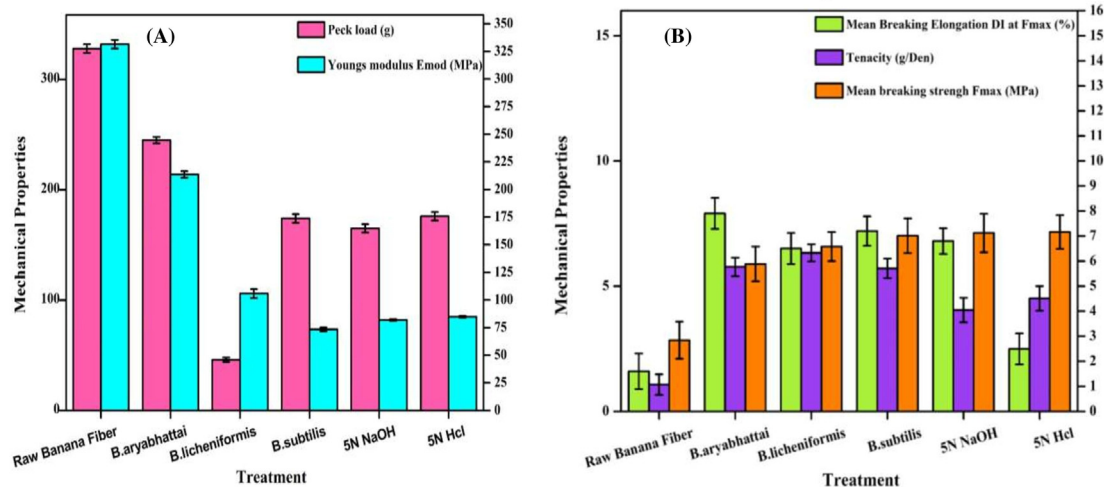 (A)
Peck load (g)
Youngs modulus Emod (MPa)
Mechanical Properties
300
200
100
0
350
325
300
275
250
225
200
175
150
125
100
75
50
25
0
Raw Banana Fiber
B.aryabhattai
B.licheniformis
B.subtilis
5N NaOH
5N Hcl
Treatment
(B)
Mean Breaking Elongation DI at Fmax (%)
Tenacity (g/Den)
Mean breaking strengh Fmax (MPa)
Mechanical Properties
15
10
5
0
16
15
14
13
12
11
10
9
8
7
6
5
4
3
2
1
0
Raw Banana Fiber
B.aryabhattai
B.licheniformis
B.subtilis
5N NaOH
5N Hcl
Treatment